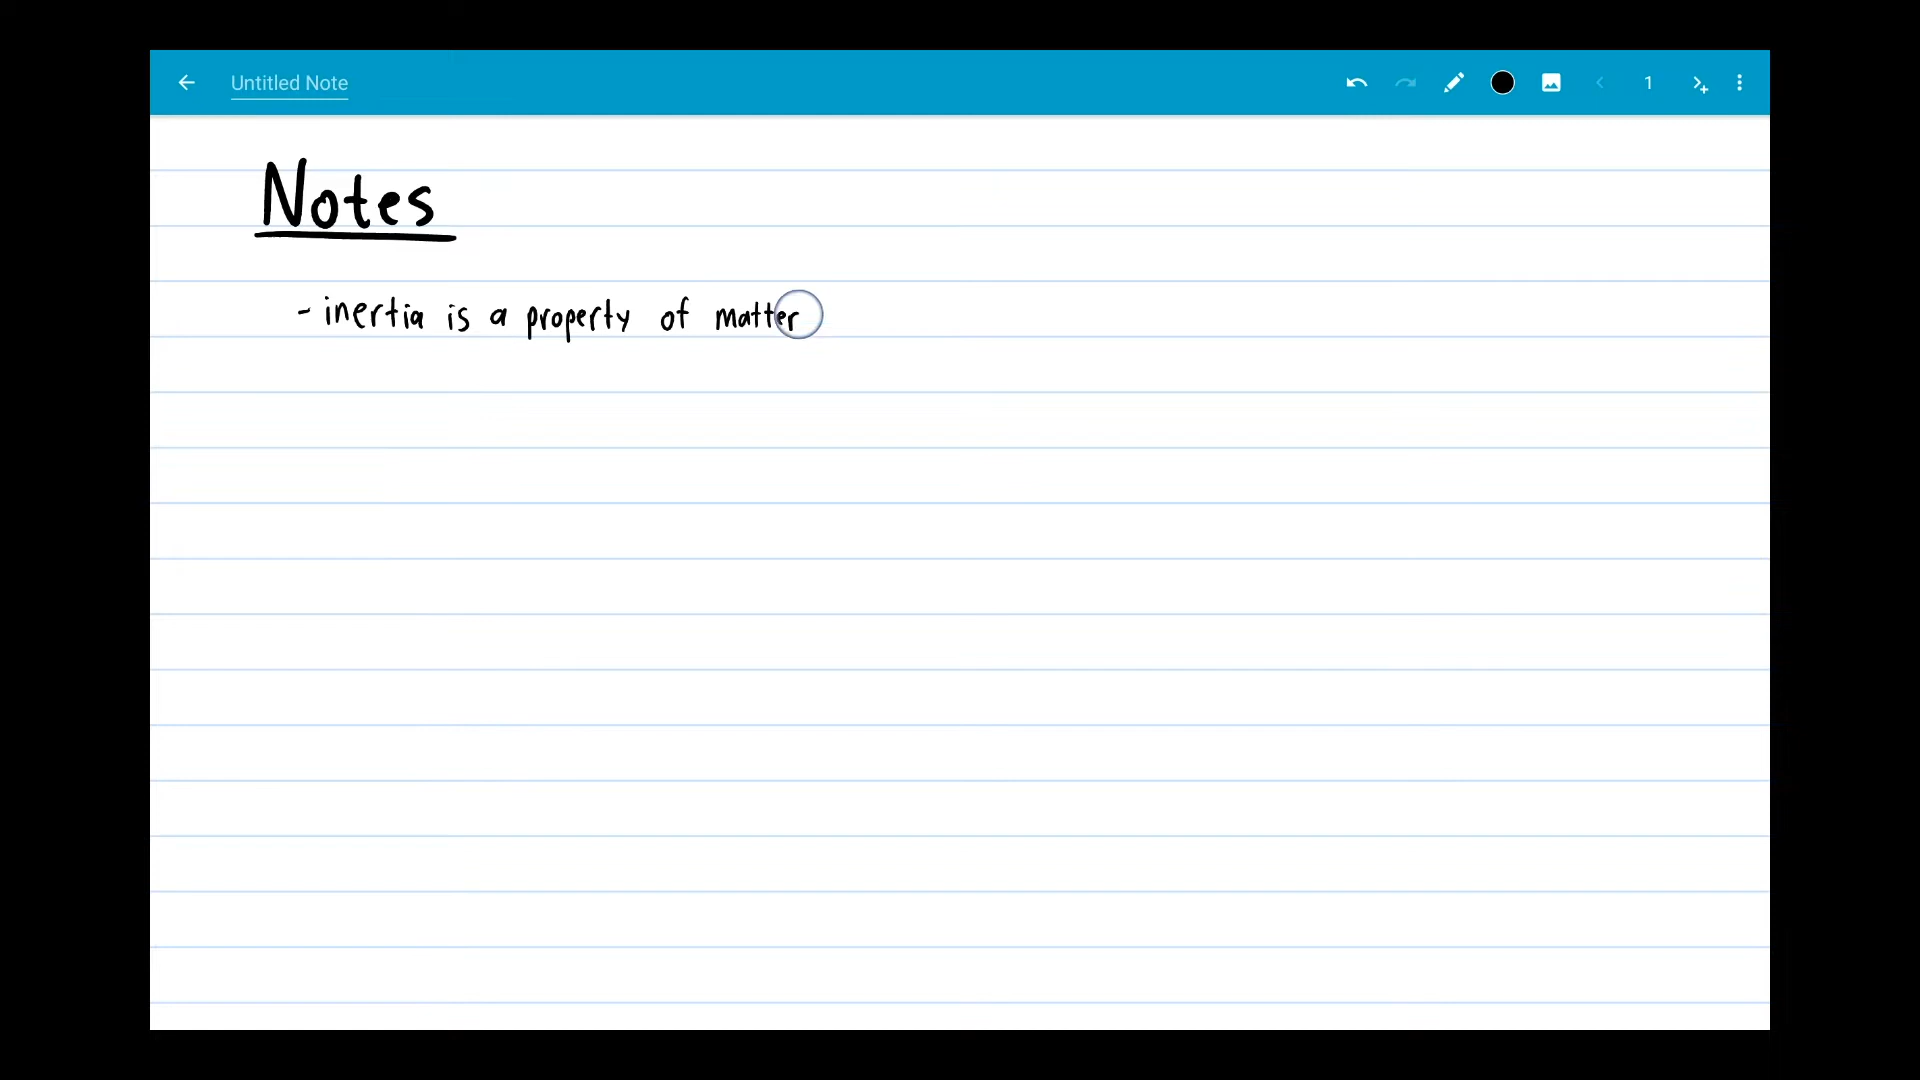 Untitled Note
1
Notes
- inertia is a property of matter